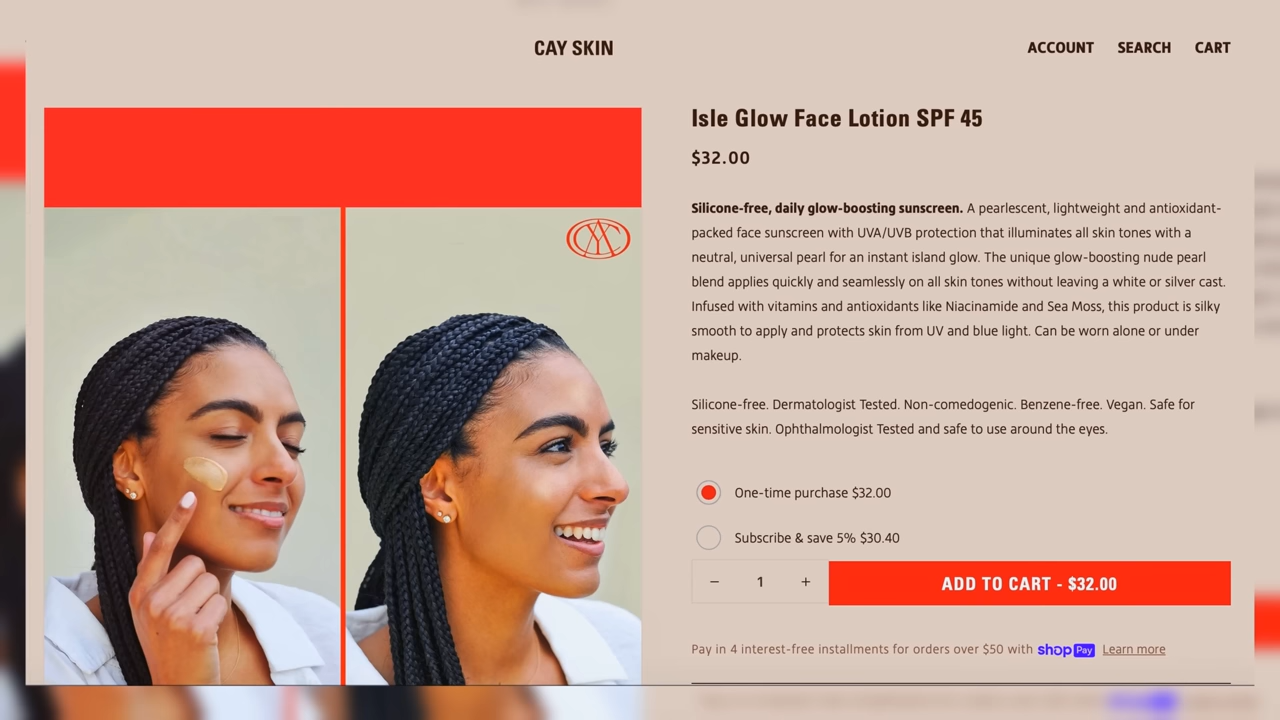 CAY SKIN
ACCOUNT SEARCH CART
Isle Glow Face Lotion SPF 45
$32.00
Silicone-free, daily glow-boosting sunscreen. A pearlescent, lightweight and antioxidant-
packed face sunscreen with UVA/UVB protection that illuminates all skin tones with a
neutral, universal pearl for an instant island glow. The unique glow-boosting nude pearl
blend applies quickly and seamlessly on all skin tones without leaving a white or silver cast.
Infused with vitamins and antioxidants like Niacinamide and Sea Moss, this product is silky
smooth to apply and protects skin from UV and blue light. Can be worn alone or under
makeup.
Silicone-free. Dermatologist Tested. Non-comedogenic. Benzene-free. Vegan. Safe for
sensitive skin. Ophthalmologist Tested and safe to use around the eyes.
One-time purchase $32.00
Subscribe & save 5% $30.40
− 1 +
ADD TO CART - $32.00
Pay in 4 interest-free installments for orders over $50 with shop Pay Learn more